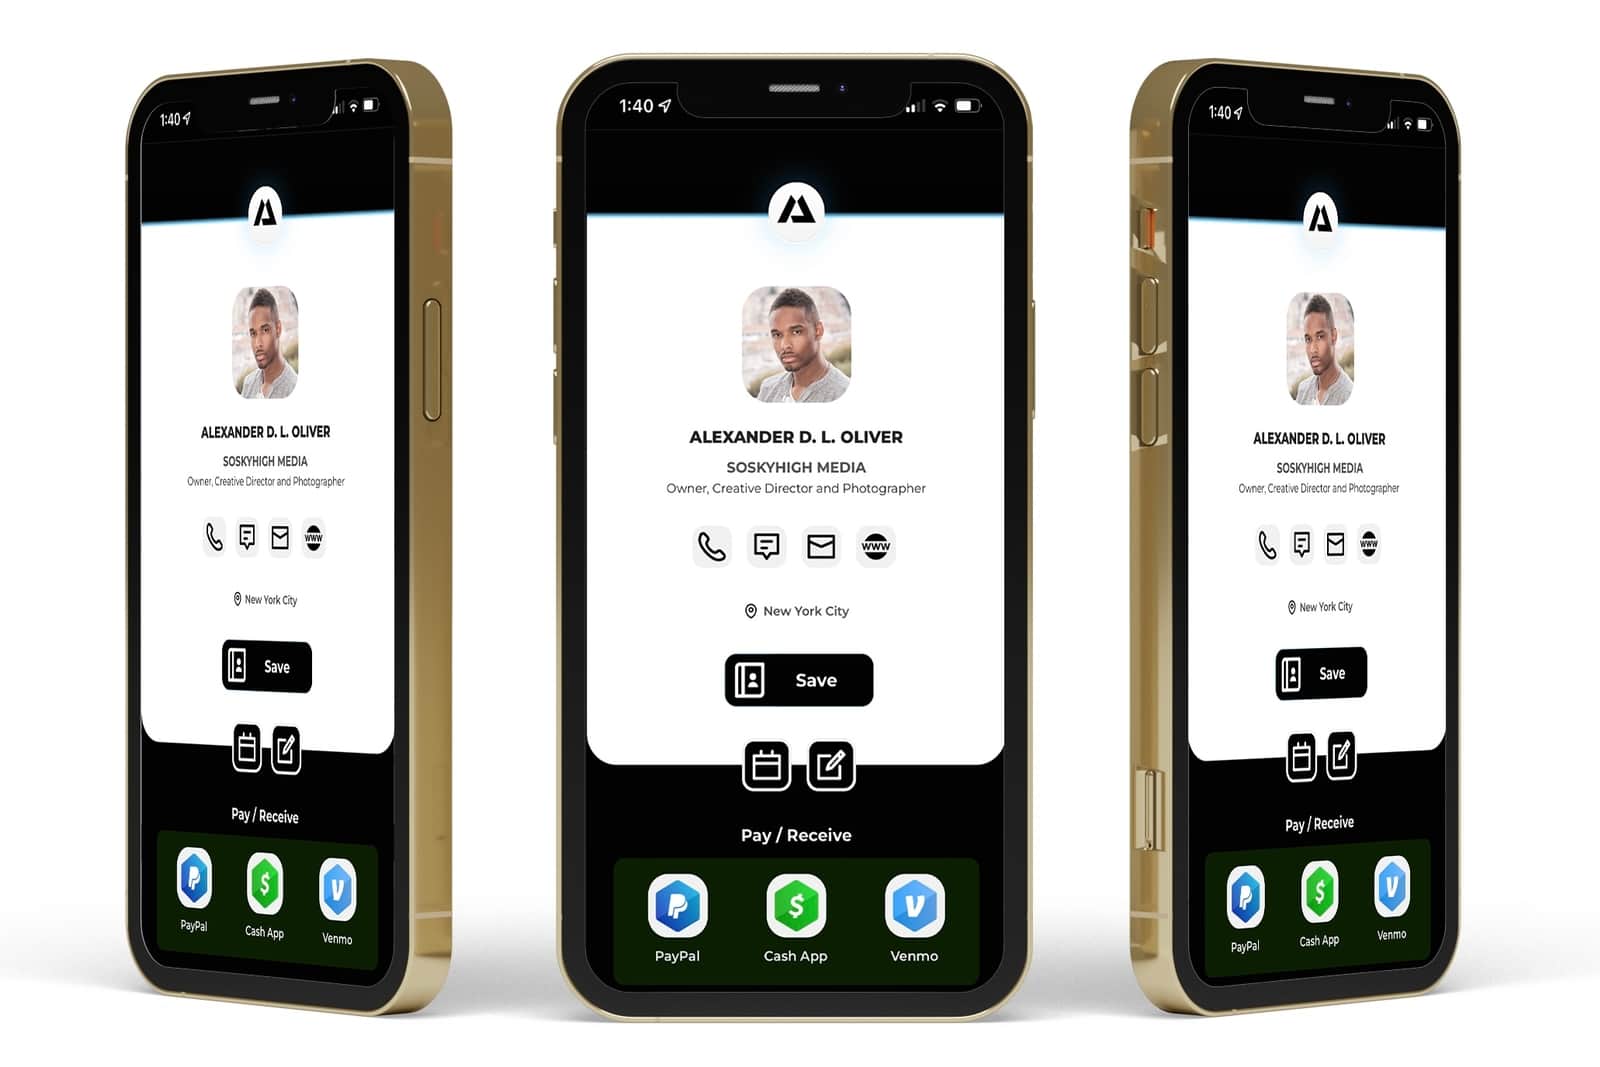 1:40
ALEXANDER D. L. OLIVER
SOSKYHIGH MEDIA
Owner, Creative Director and Photographer
WWW
New York City
Save
Pay / Receive
PayPal
Cash App
Venmo
1:40
ALEXANDER D. L. OLIVER
SOSKYHIGH MEDIA
Owner, Creative Director and Photographer
WWW
New York City
Save
Pay / Receive
PayPal
Cash App
Venmo
1:40
ALEXANDER D. L. OLIVER
SOSKYHIGH MEDIA
Owner, Creative Director and Photographer
WWW
New York City
Save
Pay / Receive
PayPal
Cash App
Venmo